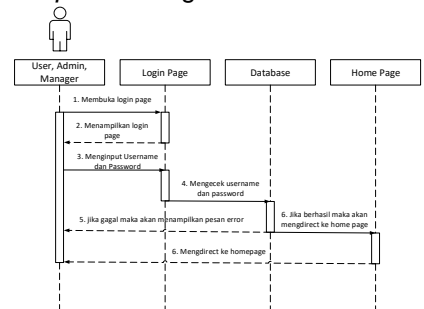 User, Admin,
Manager
Login Page
Database
Home Page
1. Membuka login page
2. Menampilkan login
page
3. Menginput Username
dan Password
4. Mengecek username
dan password
5. jika gagal maka akan menampilkan pesan error
6. Jika berhasil maka akan
mengdirect ke home page
6. Mengdirect ke homepage